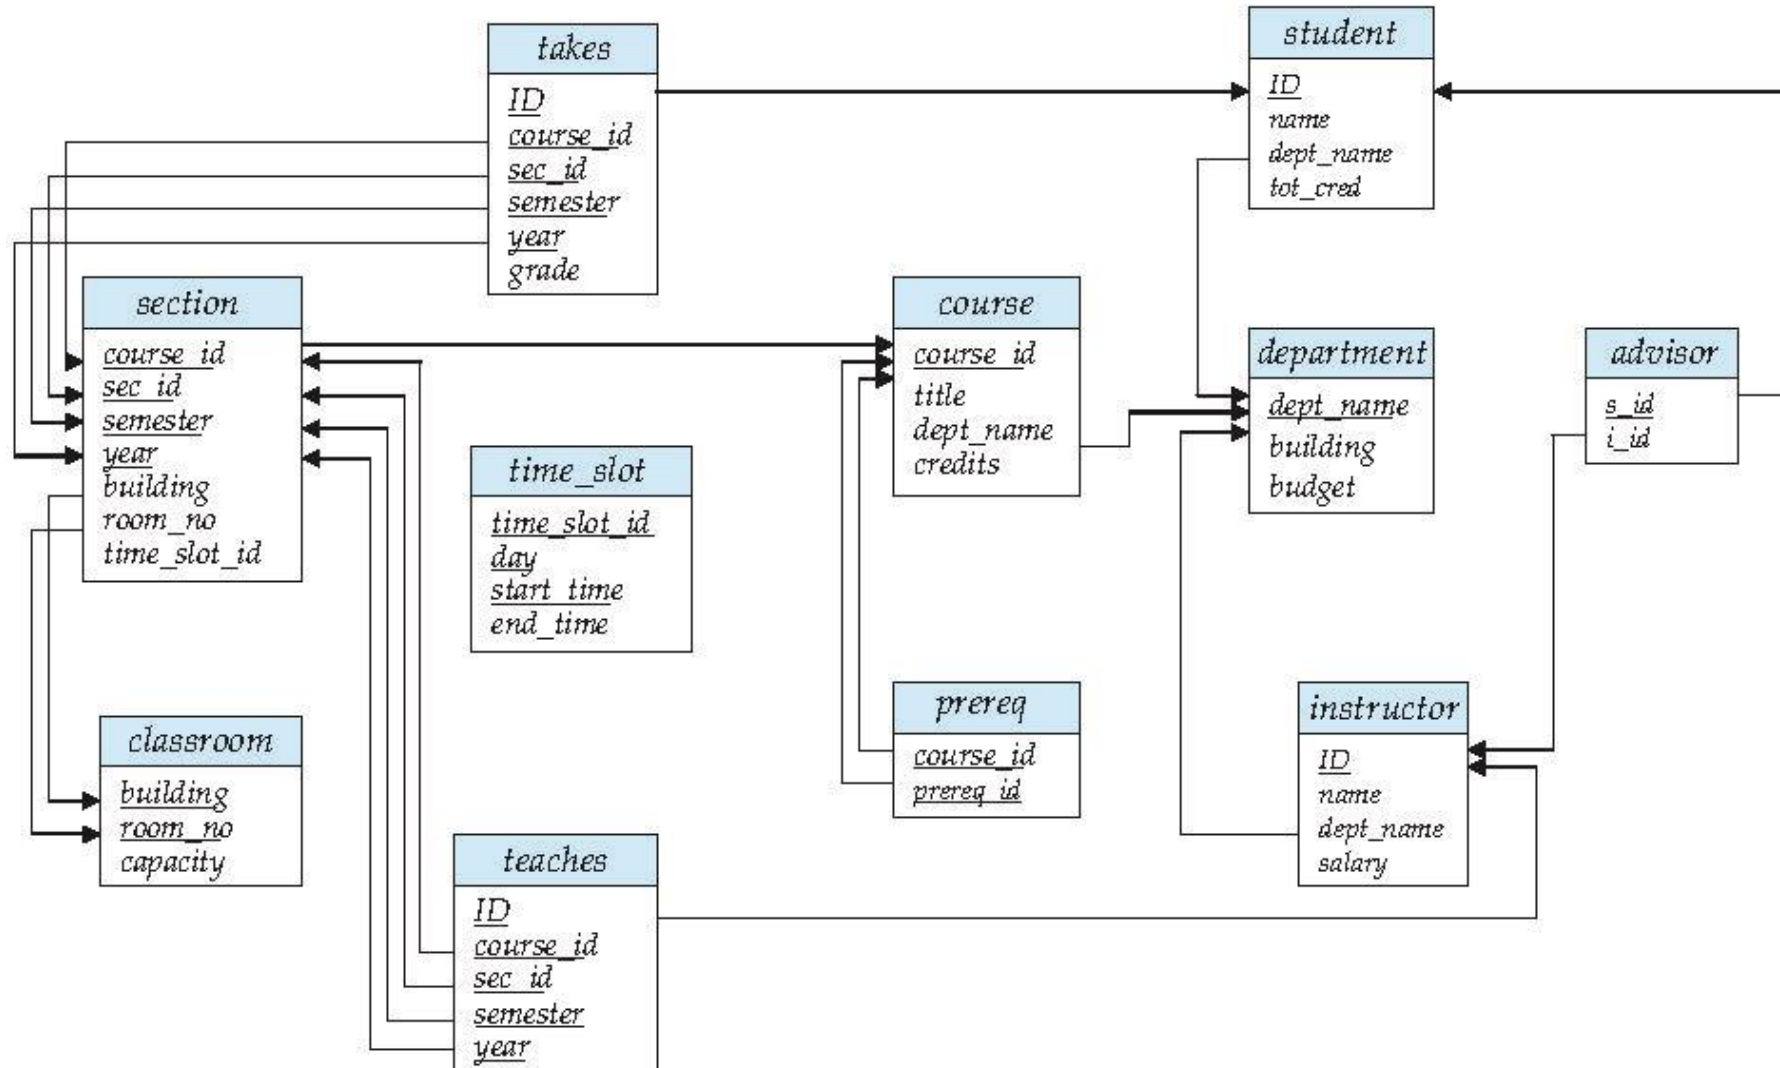 takes
ID
course_id
sec_id
semester
year
grade
student
ID
name
dept_name
tot_cred
section
course_id
sec_id
semester
year
building
room_no
time_slot_id
course
course_id
title
dept_name
credits
department
dept_name
building
budget
advisor
s_id
i_id
time_slot
time_slot_id
day
start_time
end_time
prereq
course_id
prereq_id
instructor
ID
name
dept_name
salary
classroom
building
room_no
capacity
teaches
ID
course_id
sec_id
semester
year